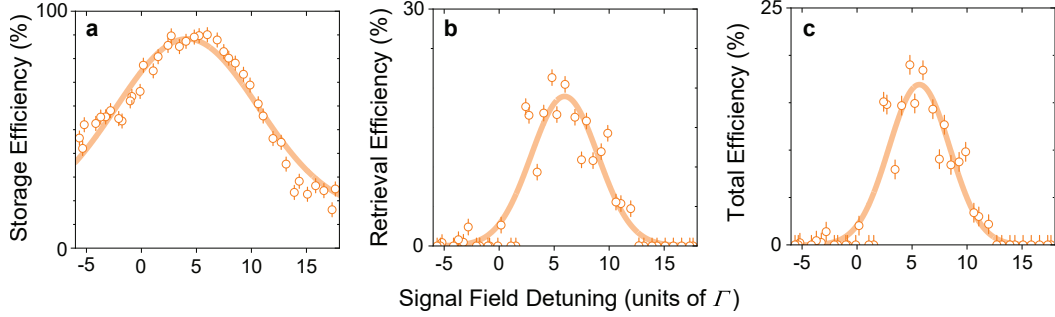 100
a
Storage Efficiency (%)
0
-5 0 5 10 15
30
b
Retrieval Efficiency (%)
0
-5 0 5 10 15
25
c
Total Efficiency (%)
0
-5 0 5 10 15
Signal Field Detuning (units of Γ)